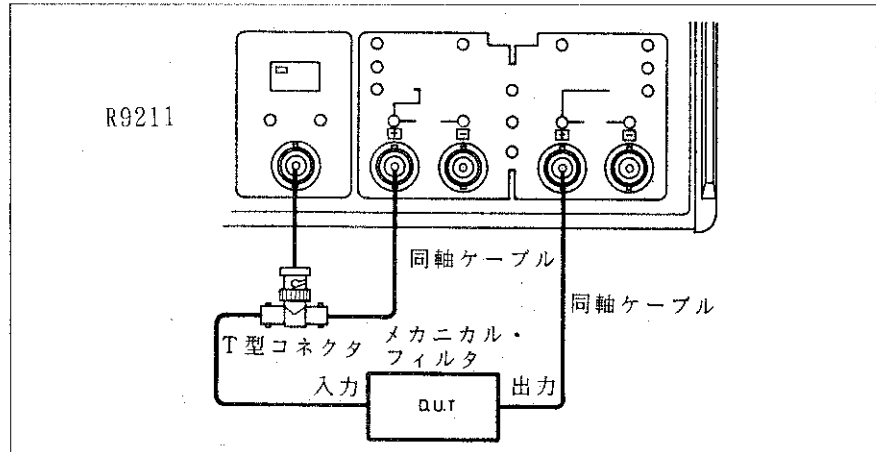 R9211
+
-
+
-
同軸ケーブル
同軸ケーブル
T型コネクタ
メカニカル・
フィルタ
入力
D.U.T
出力